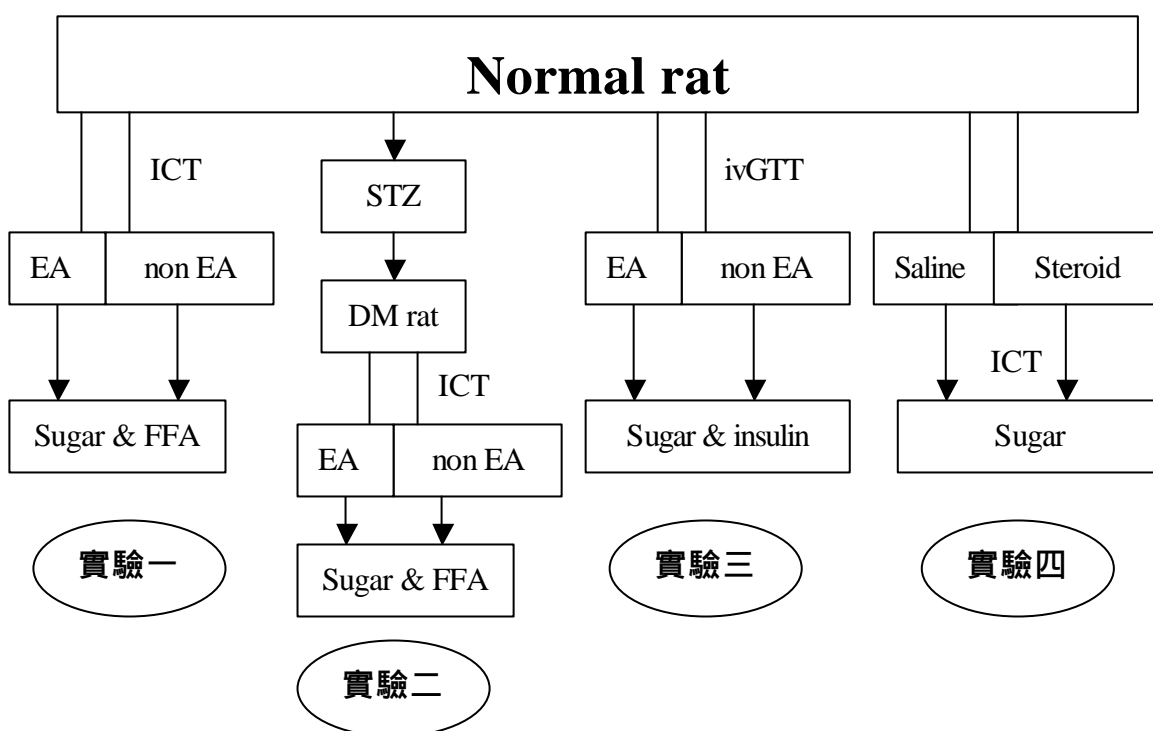 Normal rat
ICT
EA
non EA
Sugar & FFA
實驗一
STZ
DM rat
ICT
EA
non EA
Sugar & FFA
實驗二
ivGTT
EA
non EA
Sugar & insulin
實驗三
Saline
Steroid
ICT
Sugar
實驗四